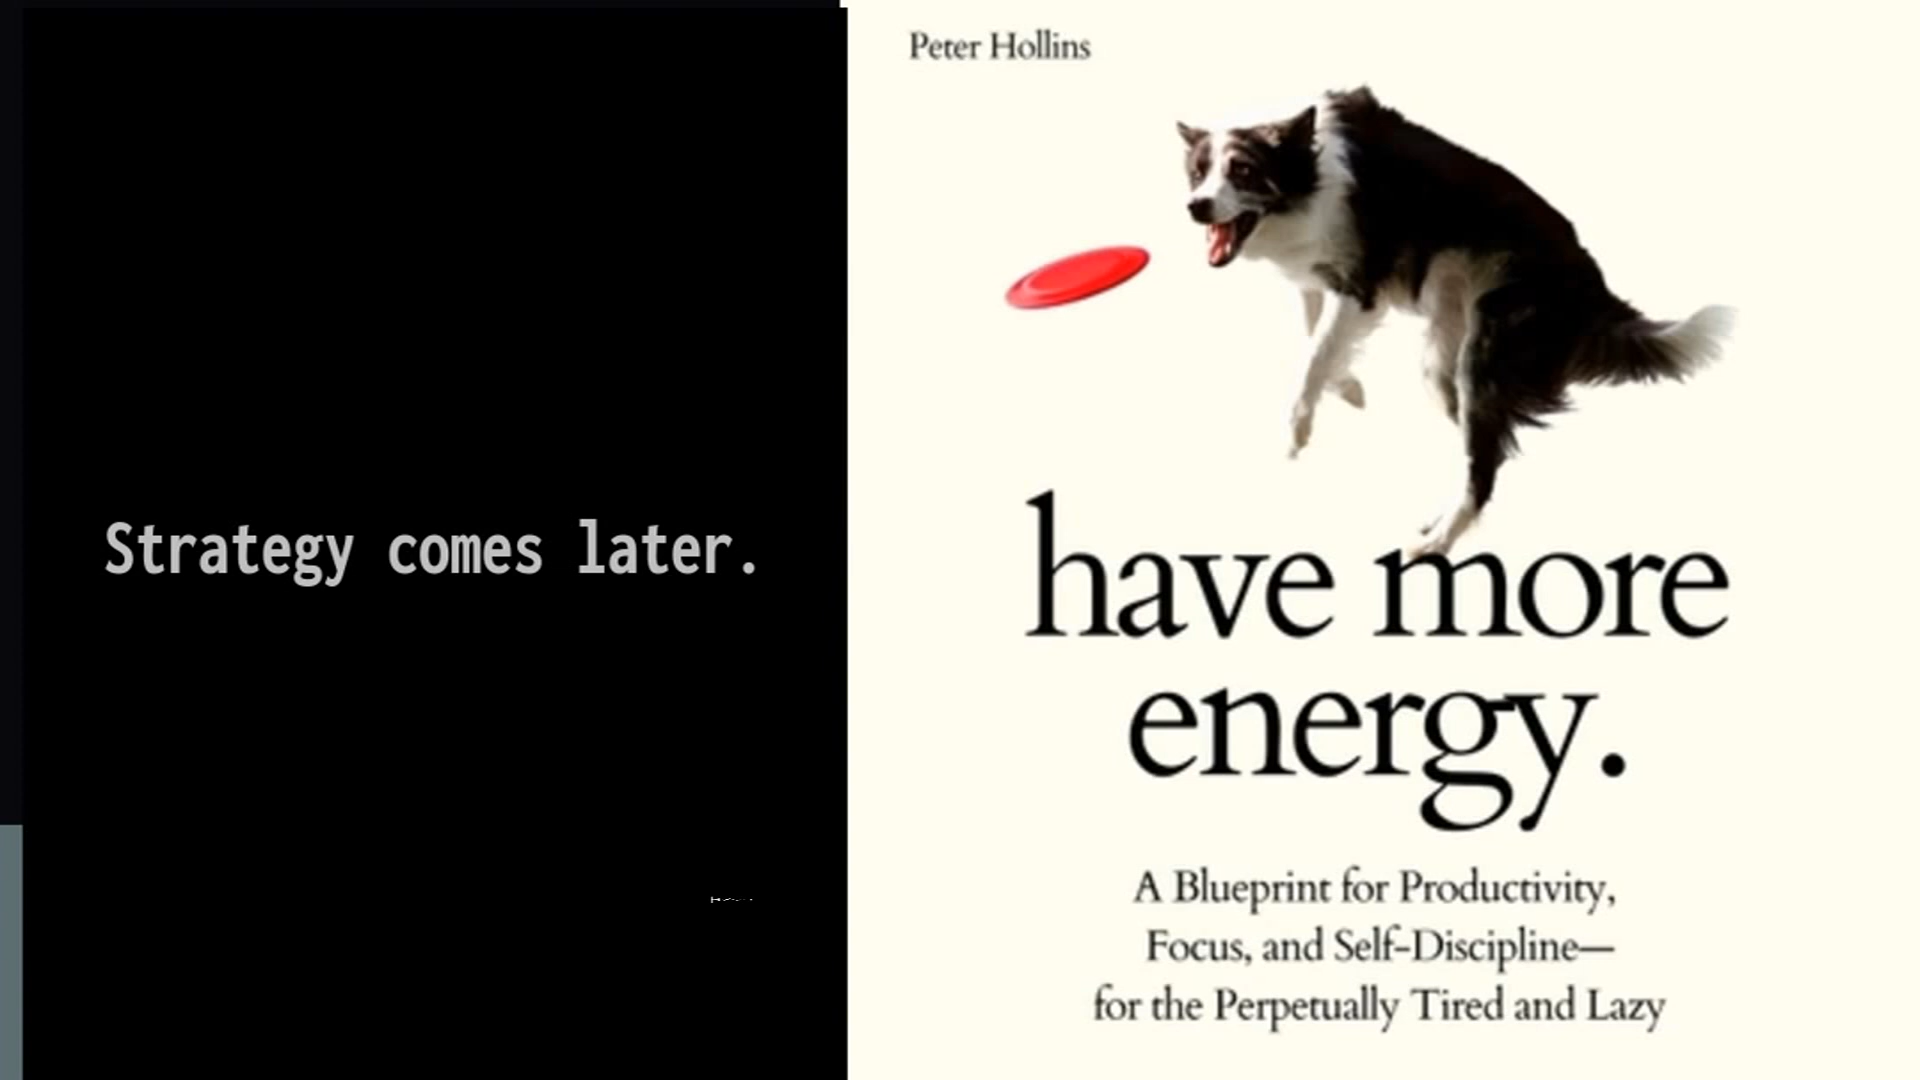 Strategy comes later.
Peter Hollins
have more
energy.
A Blueprint for Productivity,
Focus, and Self-Discipline—
for the Perpetually Tired and Lazy